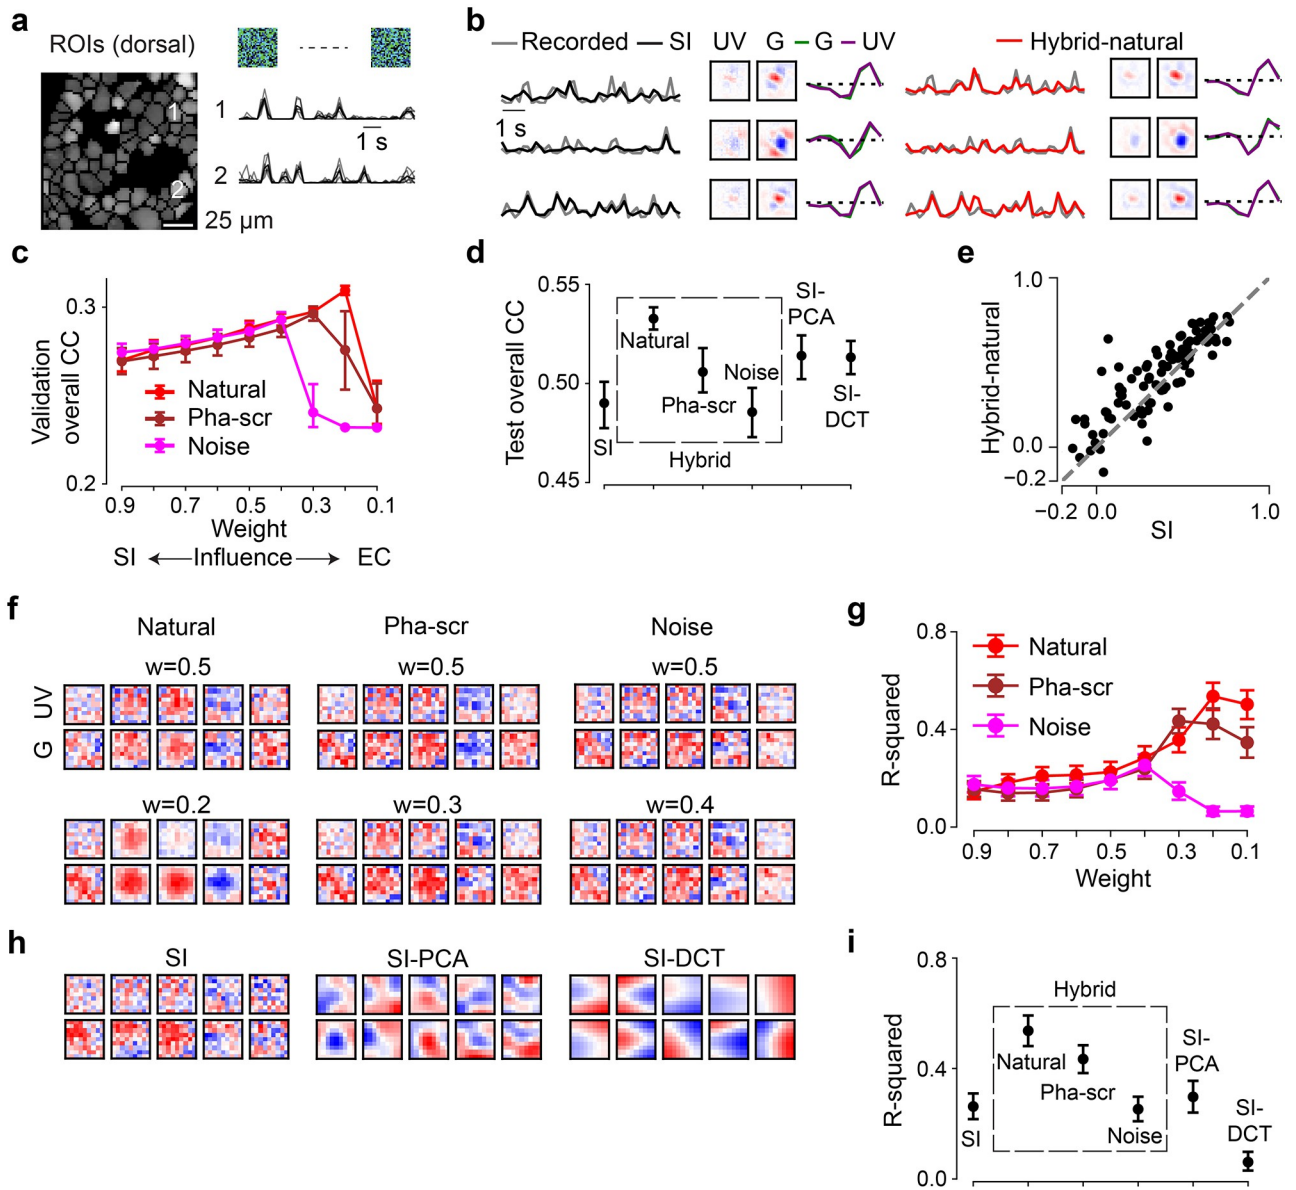 a
ROIs (dorsal)
1
2
25 µm
1
1 s
2
b
Recorded SI UV G G UV Hybrid-natural
1 s
c
Validation overall CC
0.3
0.2
Natural
Pha-scr
Noise
0.9 0.7 0.5 0.3 0.1
Weight
SI Influence EC
d
Test overall CC
0.55
0.50
0.45
SI
Natural
Pha-scr
Noise
Hybrid
SI-PCA
SI-DCT
e
Hybrid-natural
1.0
0.0
−0.2
−0.2 0.0 1.0
SI
f
Natural Pha-scr Noise
w=0.5 w=0.5 w=0.5
UV
G
w=0.2 w=0.3 w=0.4
g
R-squared
0.8
0.4
0.0
Natural
Pha-scr
Noise
0.9 0.7 0.5 0.3 0.1
Weight
h
SI SI-PCA SI-DCT
i
R-squared
0.8
0.4
0.0
Hybrid
SI
Natural
Pha-scr
Noise
SI-
PCA
SI-
DCT